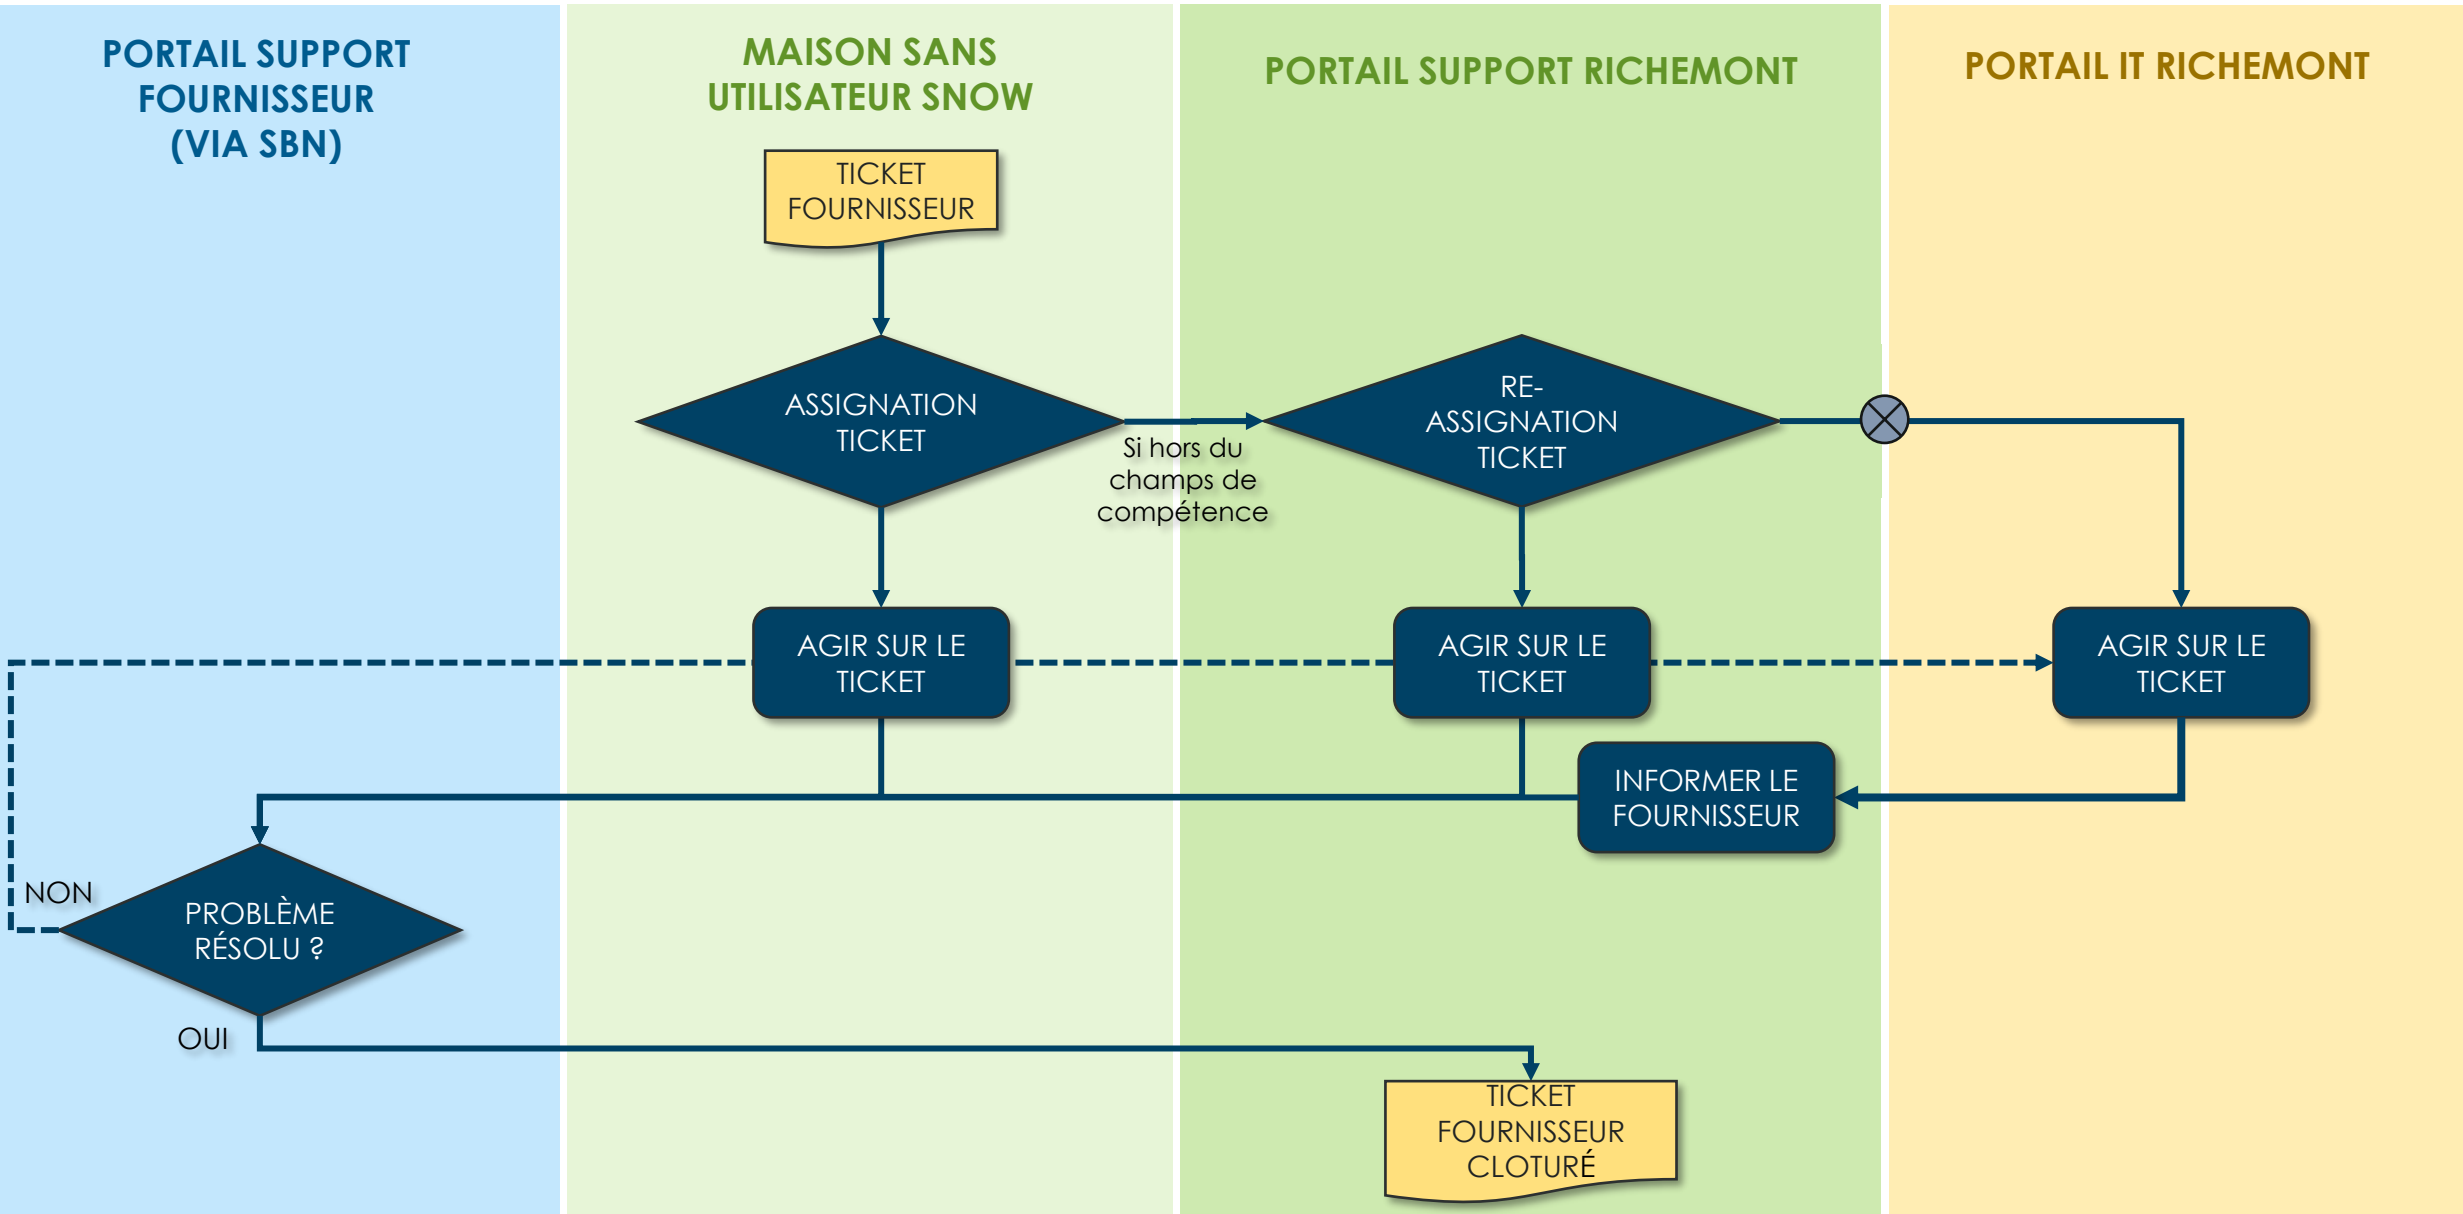 PORTAIL SUPPORT
FOURNISSEUR
(VIA SBN)
MAISON SANS
UTILISATEUR SNOW
PORTAIL SUPPORT RICHEMONT
PORTAIL IT RICHEMONT
TICKET
FOURNISSEUR
ASSIGNATION
TICKET
Si hors du
champs de
compétence
RE-
ASSIGNATION
TICKET
AGIR SUR LE
TICKET
AGIR SUR LE
TICKET
AGIR SUR LE
TICKET
INFORMER LE
FOURNISSEUR
NON
PROBLÈME
RÉSOLU ?
OUI
TICKET
FOURNISSEUR
CLOTURÉ